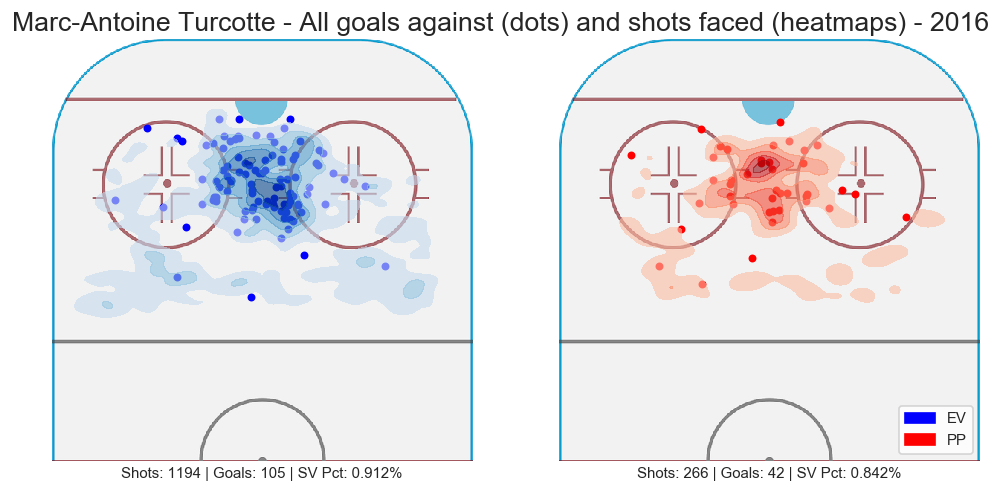 Marc-Antoine Turcotte - All goals against (dots) and shots faced (heatmaps) - 2016
EV
PP
Shots: 1194 | Goals: 105 | SV Pct: 0.912%
Shots: 266 | Goals: 42 | SV Pct: 0.842%